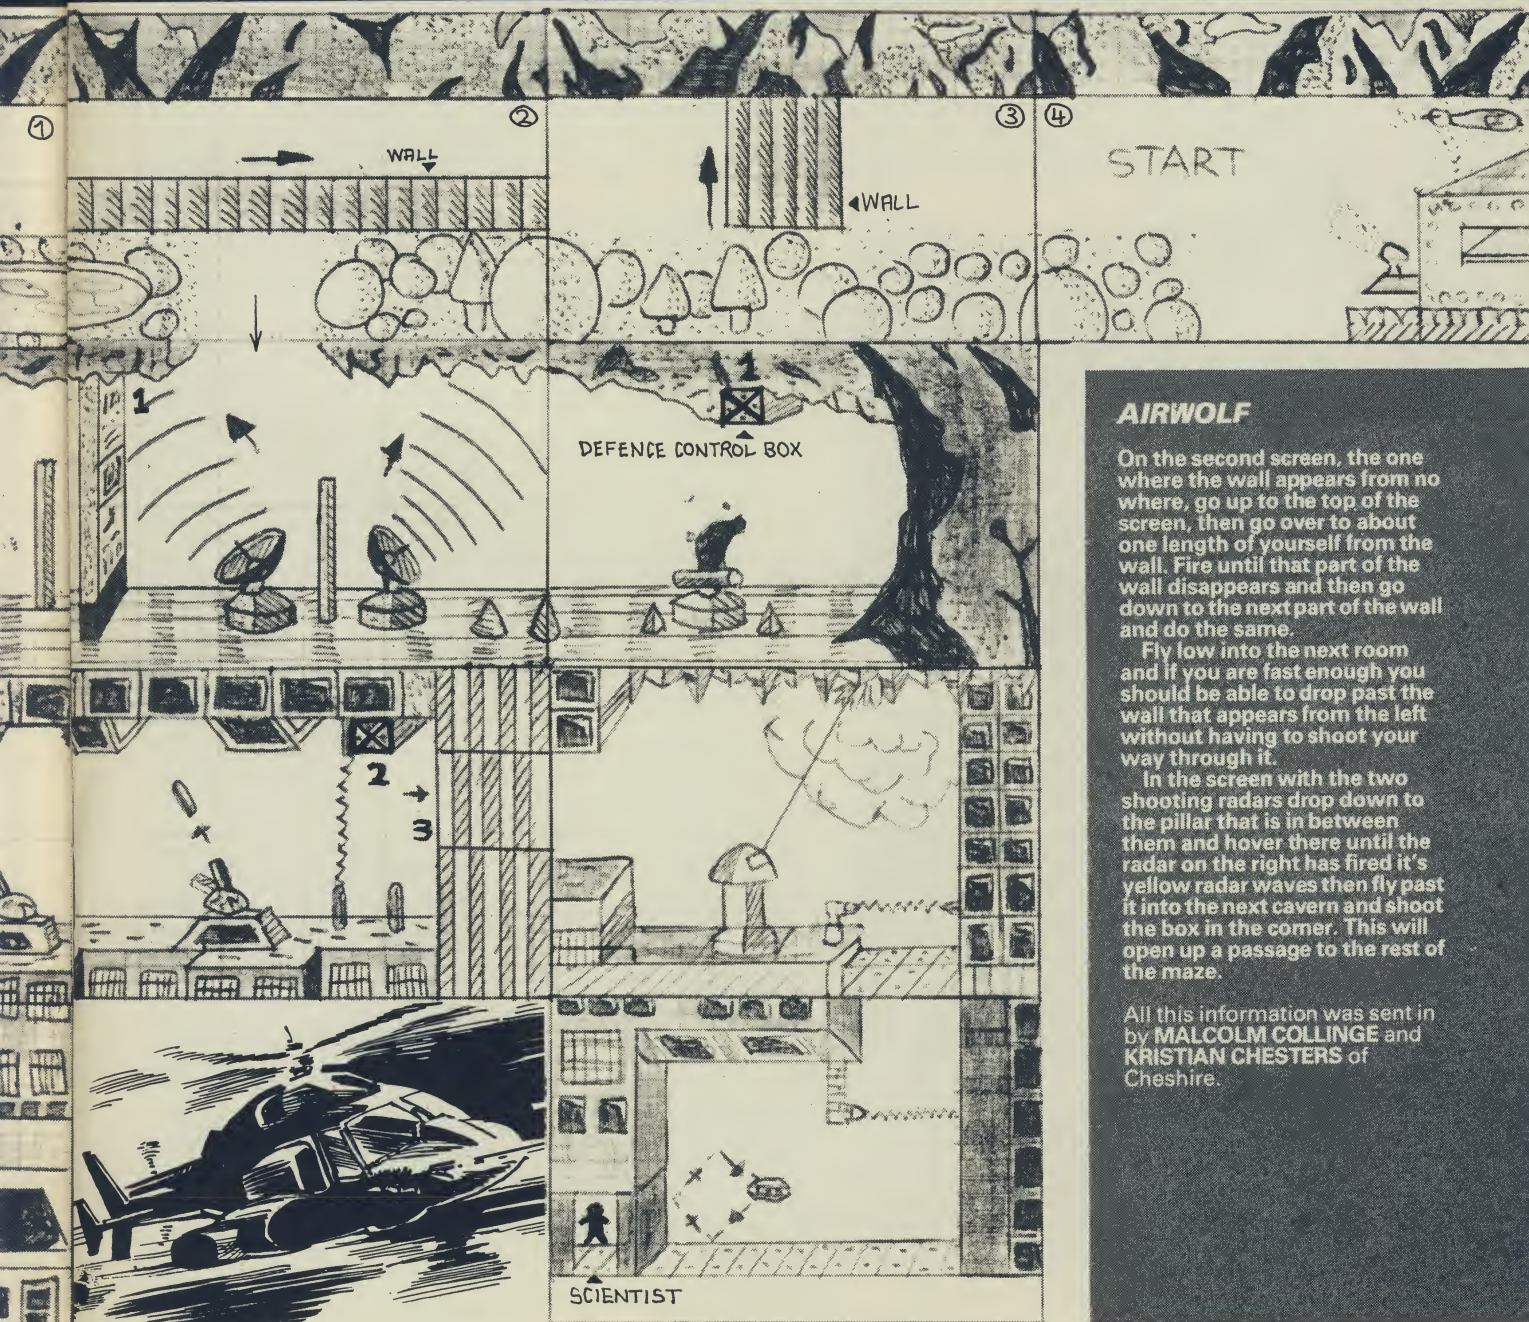 ①
②
③
④
WALL
WALL
START
1
1
DEFENCE CONTROL BOX
2
3
SCIENTIST
AIRWOLF
On the second screen, the one
where the wall appears from no
where, go up to the top of the
screen, then go over to about
one length of yourself from the
wall. Fire until that part of the
wall disappears and then go
down to the next part of the wall
and do the same.
Fly low into the next room
and if you are fast enough you
should be able to drop past the
wall that appears from the left
without having to shoot your
way through it.
In the screen with the two
shooting radars drop down to
the pillar that is in between
them and hover there until the
radar on the right has fired it's
yellow radar waves then fly past
it into the next cavern and shoot
the box in the corner. This will
open up a passage to the rest of
the maze.
All this information was sent in
by MALCOLM COLLINGE and
KRISTIAN CHESTERS of
Cheshire.